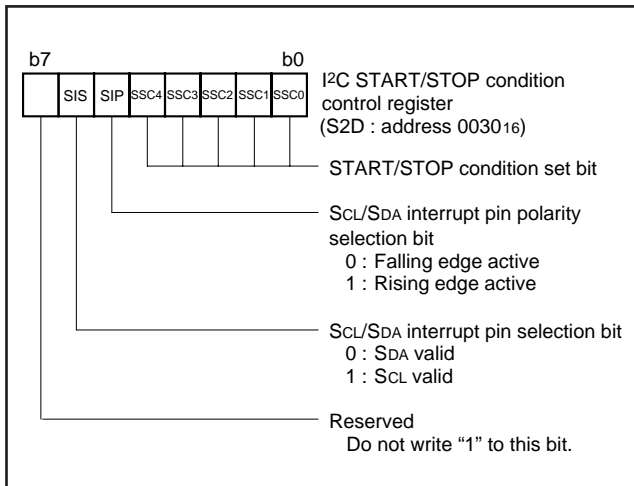 b7 b0
SIS SIP SSC4 SSC3 SSC2 SSC1 SSC0
I2C START/STOP condition
control register
(S2D : address 003016)
START/STOP condition set bit
SCL/SDA interrupt pin polarity
selection bit
0 : Falling edge active
1 : Rising edge active
SCL/SDA interrupt pin selection bit
0 : SDA valid
1 : SCL valid
Reserved
Do not write “1” to this bit.